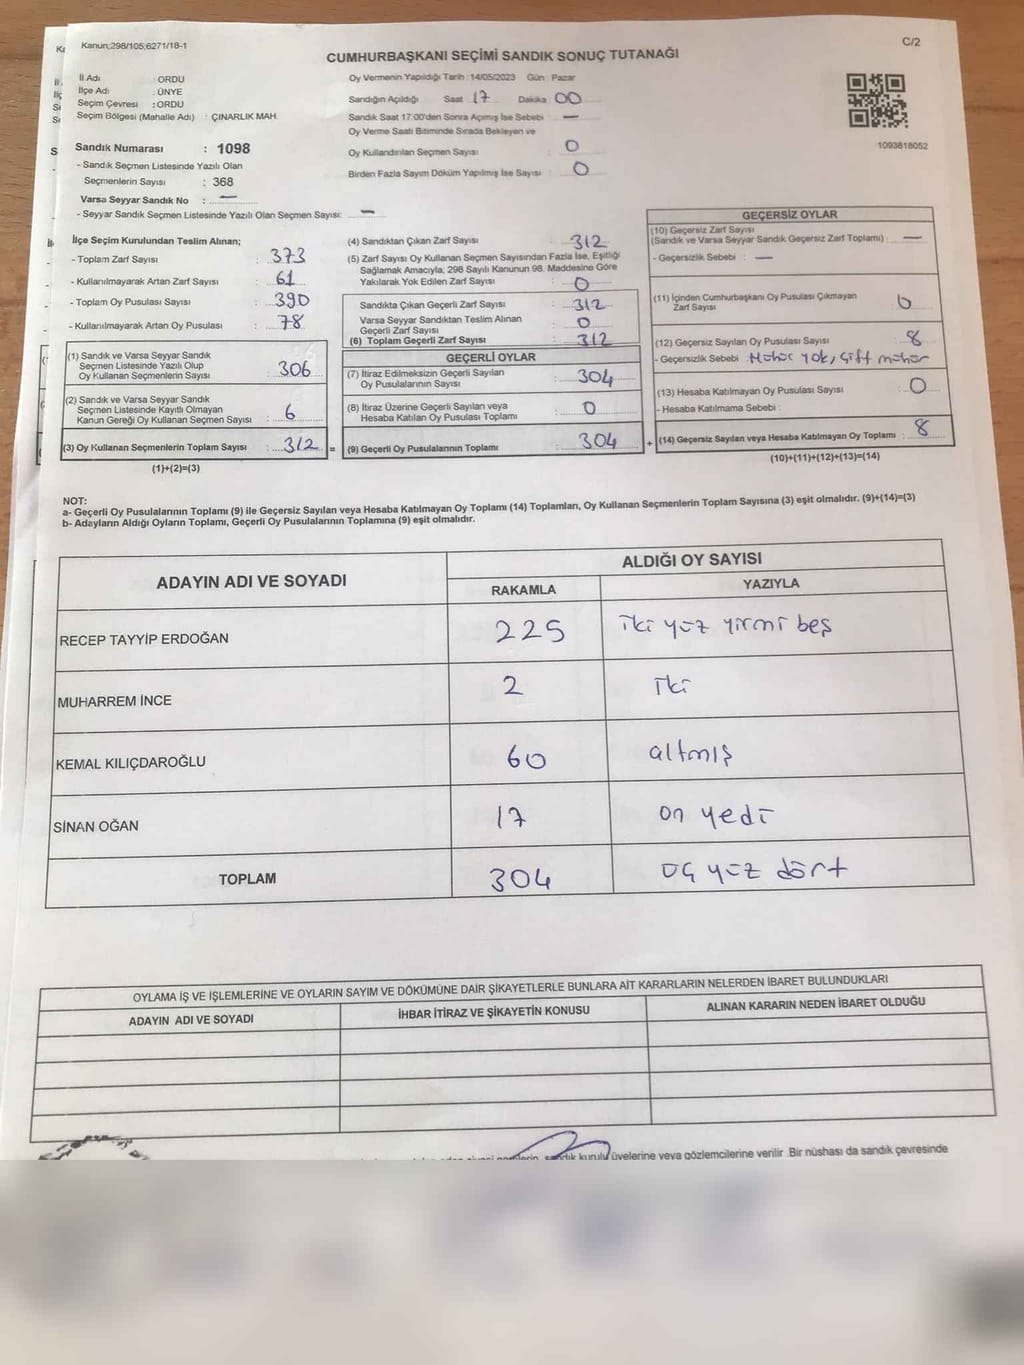 Kanun;298/105;6271/18-1
C/2
CUMHURBAŞKANI SEÇİMİ SANDIK SONUÇ TUTANAĞI
İl Adı : ORDU
İlçe Adı : ÜNYE
Seçim Çevresi : ORDU
Seçim Bölgesi (Mahalle Adı) : ÇINARLIK MAH.
Sandık Numarası : 1098
- Sandık Seçmen Listesinde Yazılı Olan
Seçmenlerin Sayısı : 368
Varsa Seyyar Sandık No : —
- Seyyar Sandık Seçmen Listesinde Yazılı Olan Seçmen Sayısı: —
Oy Vermenin Yapıldığı Tarih : 14/05/2023 Gün : Pazar
Sandığın Açıldığı Saat 17 Dakika 00
Sandık Saat 17:00'den Sonra Açımış İse Sebebi : —
Oy Verme Saati Bitiminde Sırada Bekleyen ve
Oy Kullandırılan Seçmen Sayısı : 0
Birden Fazla Sayım Döküm Yapılmış İse Sayısı : 0
1093818052
İlçe Seçim Kurulundan Teslim Alınan;
- Toplam Zarf Sayısı : 373
- Kullanılmayarak Artan Zarf Sayısı : 61
- Toplam Oy Pusulası Sayısı : 390
- Kullanılmayarak Artan Oy Pusulası : 78
(1) Sandık ve Varsa Seyyar Sandık
Seçmen Listesinde Yazılı Olup
Oy Kullanan Seçmenlerin Sayısı : 306
(2) Sandık ve Varsa Seyyar Sandık
Seçmen Listesinde Kayıtlı Olmayan
Kanun Gereği Oy Kullanan Seçmen Sayısı : 6
(3) Oy Kullanan Seçmenlerin Toplam Sayısı : 312 =
(1)+(2)=(3)
(4) Sandıktan Çıkan Zarf Sayısı : 312
(5) Zarf Sayısı Oy Kullanan Seçmen Sayısından Fazla İse, Eşitliği
Sağlamak Amacıyla; 298 Sayılı Kanunun 98. Maddesine Göre
Yakılarak Yok Edilen Zarf Sayısı : 0
Sandıkta Çıkan Geçerli Zarf Sayısı : 312
Varsa Seyyar Sandıktan Teslim Alınan
Geçerli Zarf Sayısı : 0
(6) Toplam Geçerli Zarf Sayısı : 312
GEÇERLİ OYLAR
(7) İtiraz Edilmeksizin Geçerli Sayılan
Oy Pusulalarının Sayısı : 304
(8) İtiraz Üzerine Geçerli Sayılan veya
Hesaba Katılan Oy Pusulası Toplamı : 0
(9) Geçerli Oy Pusulalarının Toplamı : 304 +
GEÇERSİZ OYLAR
(10) Geçersiz Zarf Sayısı
(Sandık ve Varsa Seyyar Sandık Geçersiz Zarf Toplamı) : —
- Geçersizlik Sebebi : —
(11) İçinden Cumhurbaşkanı Oy Pusulası Çıkmayan
Zarf Sayısı : 0
(12) Geçersiz Sayılan Oy Pusulası Sayısı : 8
- Geçersizlik Sebebi : Mühür yok, çift mühür
(13) Hesaba Katılmayan Oy Pusulası Sayısı : 0
- Hesaba Katılmama Sebebi :
(14) Geçersiz Sayılan veya Hesaba Katılmayan Oy Toplamı : 8
(10)+(11)+(12)+(13)=(14)
NOT:
a- Geçerli Oy Pusulalarının Toplamı (9) ile Geçersiz Sayılan veya Hesaba Katılmayan Oy Toplamı (14) Toplamları, Oy Kullanan Seçmenlerin Toplam Sayısına (3) eşit olmalıdır. (9)+(14)=(3)
b- Adayların Aldığı Oyların Toplamı, Geçerli Oy Pusulalarının Toplamına (9) eşit olmalıdır.
ADAYIN ADI VE SOYADI
ALDIĞI OY SAYISI
RAKAMLA YAZIYLA
RECEP TAYYİP ERDOĞAN 225 iki yüz yirmi beş
MUHARREM İNCE 2 iki
KEMAL KILIÇDAROĞLU 60 altmış
SİNAN OĞAN 17 on yedi
TOPLAM 304 üç yüz dört
OYLAMA İŞ VE İŞLEMLERİNE VE OYLARIN SAYIM VE DÖKÜMÜNE DAİR ŞİKAYETLERLE BUNLARA AİT KARARLARIN NELERDEN İBARET BULUNDUKLARI
ADAYIN ADI VE SOYADI İHBAR İTİRAZ VE ŞİKAYETİN KONUSU ALINAN KARARIN NEDEN İBARET OLDUĞU
sandık kurulu üyelerine veya gözlemcilerine verilir .Bir nüshası da sandık çevresinde